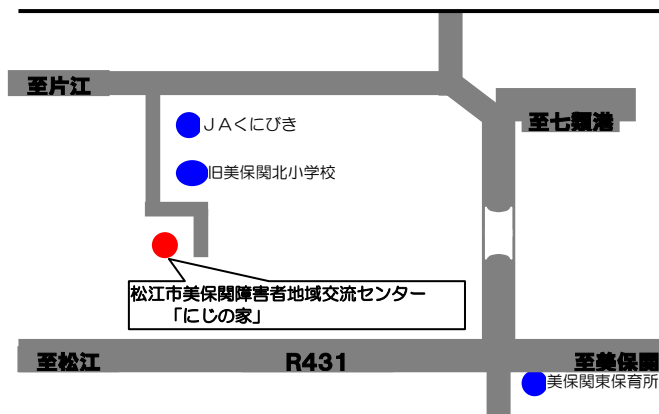 至片江
至七類港
JAくにびき
旧美保関北小学校
松江市美保関障害者地域交流センター
「にじの家」
至松江
R431
至美保関
美保関東保育所